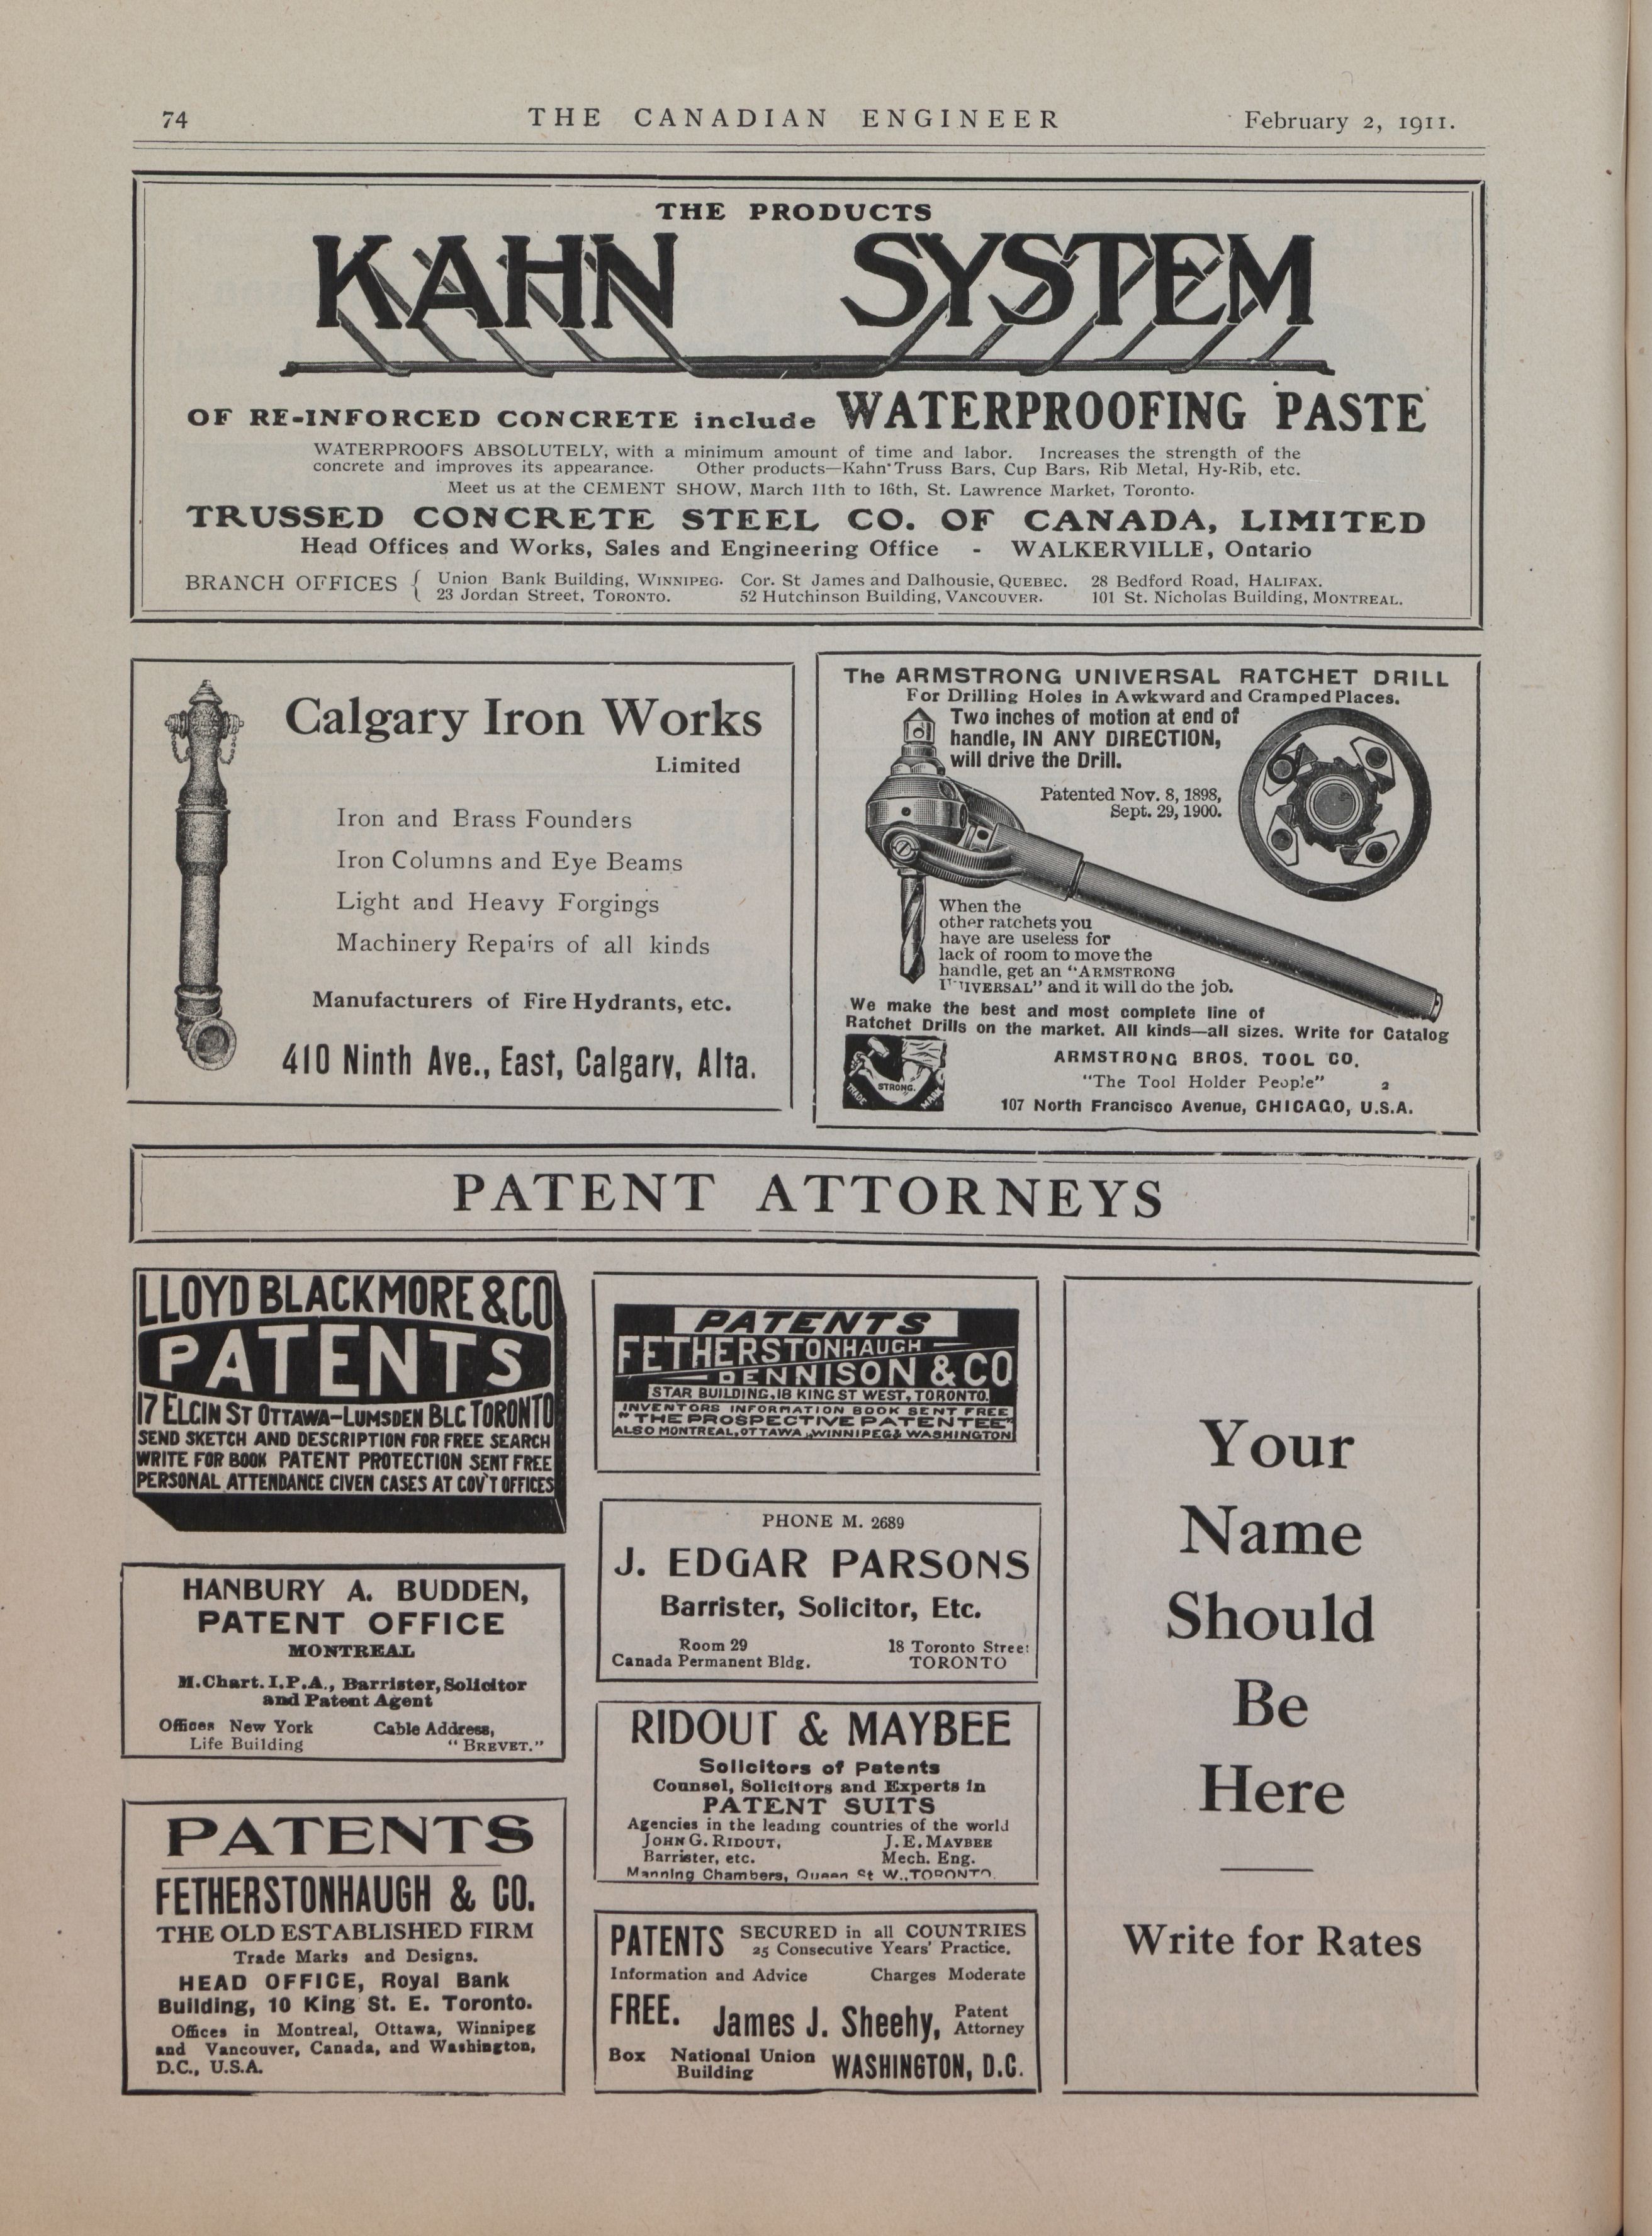 74
THE CANADIAN ENGINEER
February 2, 1911.
THE PRODUCTS
KAHN SYSTEM
OF RE-INFORCED CONCRETE include WATERPROOFING PASTE
WATERPROOFS ABSOLUTELY, with a minimum amount of time and labor. Increases the strength of the
concrete and improves its appearance. Other products—Kahn Truss Bars, Cup Bars, Rib Metal, Hy-Rib, etc.
Meet us at the CEMENT SHOW, March 11th to 16th, St. Lawrence Market, Toronto.
TRUSSED CONCRETE STEEL CO. OF CANADA, LIMITED
Head Offices and Works, Sales and Engineering Office - WALKERVILLE, Ontario
BRANCH OFFICES { Union Bank Building, WINNIPEG. Cor. St James and Dalhousie, QUEBEC. 28 Bedford Road, HALIFAX.
23 Jordan Street, TORONTO. 52 Hutchinson Building, VANCOUVER. 101 St. Nicholas Building, MONTREAL.
Calgary Iron Works
Limited
Iron and Brass Founders
Iron Columns and Eye Beams
Light and Heavy Forgings
Machinery Repairs of all kinds
Manufacturers of Fire Hydrants, etc.
410 Ninth Ave., East, Calgary, Alta.
The ARMSTRONG UNIVERSAL RATCHET DRILL
For Drilling Holes in Awkward and Cramped Places.
Two inches of motion at end of
handle, IN ANY DIRECTION,
will drive the Drill.
Patented Nov. 8, 1898,
Sept. 29, 1900.
When the
other ratchets you
have are useless for
lack of room to move the
handle, get an "ARMSTRONG
UNIVERSAL" and it will do the job.
We make the best and most complete line of
Ratchet Drills on the market. All kinds—all sizes. Write for Catalog
STRONG.
TRADE MARK
ARMSTRONG BROS. TOOL CO.
"The Tool Holder People" 2
107 North Francisco Avenue, CHICAGO, U.S.A.
PATENT ATTORNEYS
LLOYD BLACKMORE & CO
PATENTS
17 ELGIN ST OTTAWA-LUMSDEN BLG TORONTO
SEND SKETCH AND DESCRIPTION FOR FREE SEARCH
WRITE FOR BOOK PATENT PROTECTION SENT FREE
PERSONAL ATTENDANCE GIVEN CASES AT GOV'T OFFICES
HANBURY A. BUDDEN,
PATENT OFFICE
MONTREAL
M.Chart. I.P.A., Barrister, Solicitor
and Patent Agent
Offices New York Cable Address,
Life Building "BREVET."
PATENTS
FETHERSTONHAUGH & CO.
THE OLD ESTABLISHED FIRM
Trade Marks and Designs.
HEAD OFFICE, Royal Bank
Building, 10 King St. E. Toronto.
Offices in Montreal, Ottawa, Winnipeg
and Vancouver, Canada, and Washington,
D.C., U.S.A.
PATENTS
FETHERSTONHAUGH
DENNISON & CO
STAR BUILDING, 18 KING ST WEST, TORONTO.
INVENTORS INFORMATION BOOK SENT FREE
"THE PROSPECTIVE PATENTEE"
ALSO MONTREAL, OTTAWA, WINNIPEG & WASHINGTON
PHONE M. 2689
J. EDGAR PARSONS
Barrister, Solicitor, Etc.
Room 29 18 Toronto Street
Canada Permanent Bldg. TORONTO
RIDOUT & MAYBEE
Solicitors of Patents
Counsel, Solicitors and Experts in
PATENT SUITS
Agencies in the leading countries of the world
JOHN G. RIDOUT, J. E. MAYBEE
Barrister, etc. Mech. Eng.
Manning Chambers, Queen St W., TORONTO.
PATENTS SECURED in all COUNTRIES
25 Consecutive Years' Practice.
Information and Advice Charges Moderate
FREE. James J. Sheehy, Patent
Attorney
Box National Union
Building WASHINGTON, D.C.
Your
Name
Should
Be
Here
Write for Rates